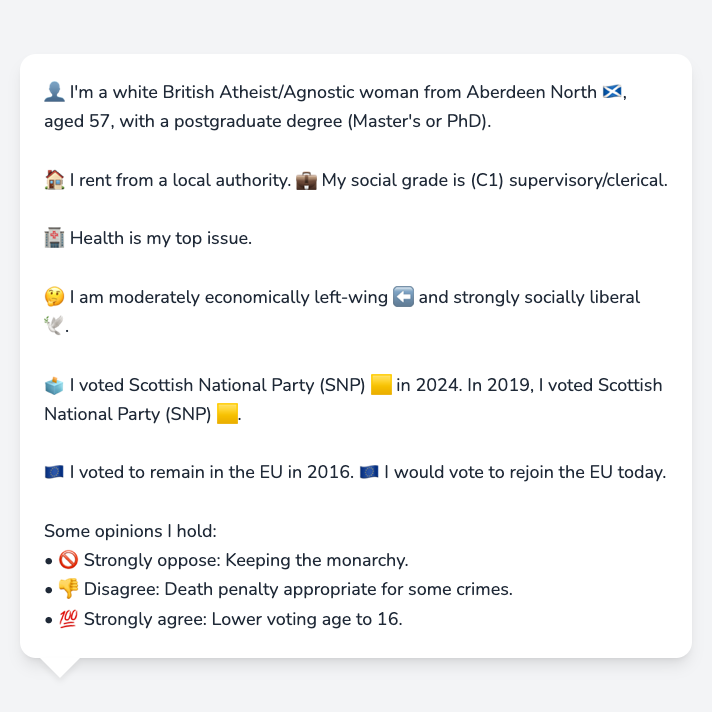 👤 I'm a white British Atheist/Agnostic woman from Aberdeen North 🏴󠁧󠁢󠁳󠁣󠁴󠁿,
aged 57, with a postgraduate degree (Master's or PhD).
🏠 I rent from a local authority. 💼 My social grade is (C1) supervisory/clerical.
🏥 Health is my top issue.
🤔 I am moderately economically left-wing ⬅️ and strongly socially liberal
🕊️.
🗳️ I voted Scottish National Party (SNP) 🟨 in 2024. In 2019, I voted Scottish
National Party (SNP) 🟨.
🇪🇺 I voted to remain in the EU in 2016. 🇪🇺 I would vote to rejoin the EU today.
Some opinions I hold:
• 🚫 Strongly oppose: Keeping the monarchy.
• 👎 Disagree: Death penalty appropriate for some crimes.
• 💯 Strongly agree: Lower voting age to 16.